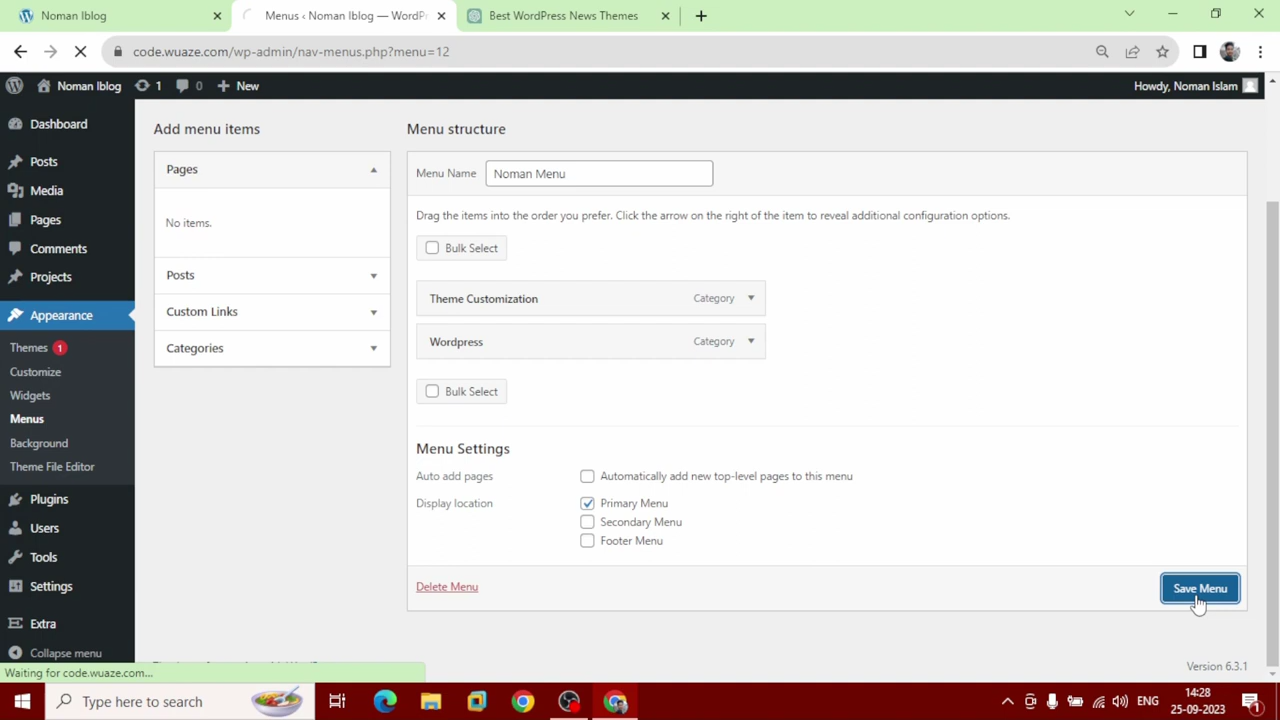 Noman Iblog
Menus ‹ Noman Iblog — WordPr
Best WordPress News Themes
code.wuaze.com/wp-admin/nav-menus.php?menu=12
Noman Iblog
1
0
New
Howdy, Noman Islam
Dashboard
Posts
Media
Pages
Comments
Projects
Appearance
Themes 1
Customize
Widgets
Menus
Background
Theme File Editor
Plugins
Users
Tools
Settings
Extra
Collapse menu
Add menu items
Pages
No items.
Posts
Custom Links
Categories
Menu structure
Menu Name
Noman Menu
Drag the items into the order you prefer. Click the arrow on the right of the item to reveal additional configuration options.
Bulk Select
Theme Customization Category
Wordpress Category
Bulk Select
Menu Settings
Auto add pages
Automatically add new top-level pages to this menu
Display location
Primary Menu
Secondary Menu
Footer Menu
Delete Menu
Save Menu
Version 6.3.1
Waiting for code.wuaze.com...
Type here to search
ENG
14:28
25-09-2023
1